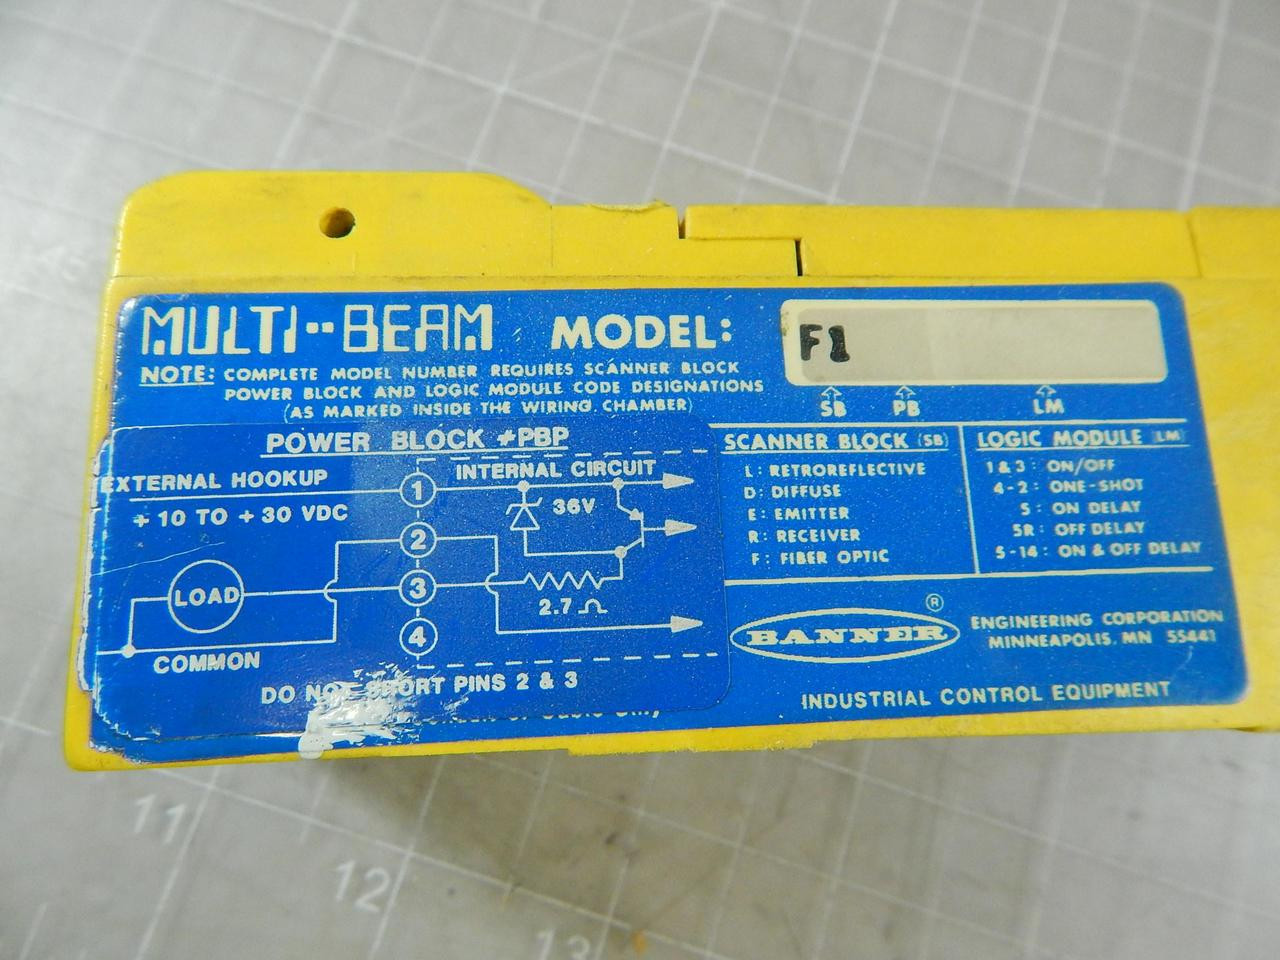 MULTI-BEAM MODEL: F1
NOTE: COMPLETE MODEL NUMBER REQUIRES SCANNER BLOCK
POWER BLOCK AND LOGIC MODULE CODE DESIGNATIONS
(AS MARKED INSIDE THE WIRING CHAMBER)
SB PB LM
POWER BLOCK #PBP
EXTERNAL HOOKUP
INTERNAL CIRCUIT
+ 10 TO + 30 VDC
1
36V
2
LOAD
3
2.7 Ω
4
COMMON
DO NOT SHORT PINS 2 & 3
SCANNER BLOCK (SB)
L: RETROREFLECTIVE
D: DIFFUSE
E: EMITTER
R: RECEIVER
F: FIBER OPTIC
LOGIC MODULE (LM)
1 & 3: ON/OFF
4-2: ONE-SHOT
5: ON DELAY
5R: OFF DELAY
5-14: ON & OFF DELAY
BANNER ®
ENGINEERING CORPORATION
MINNEAPOLIS, MN 55441
INDUSTRIAL CONTROL EQUIPMENT
11
12
13